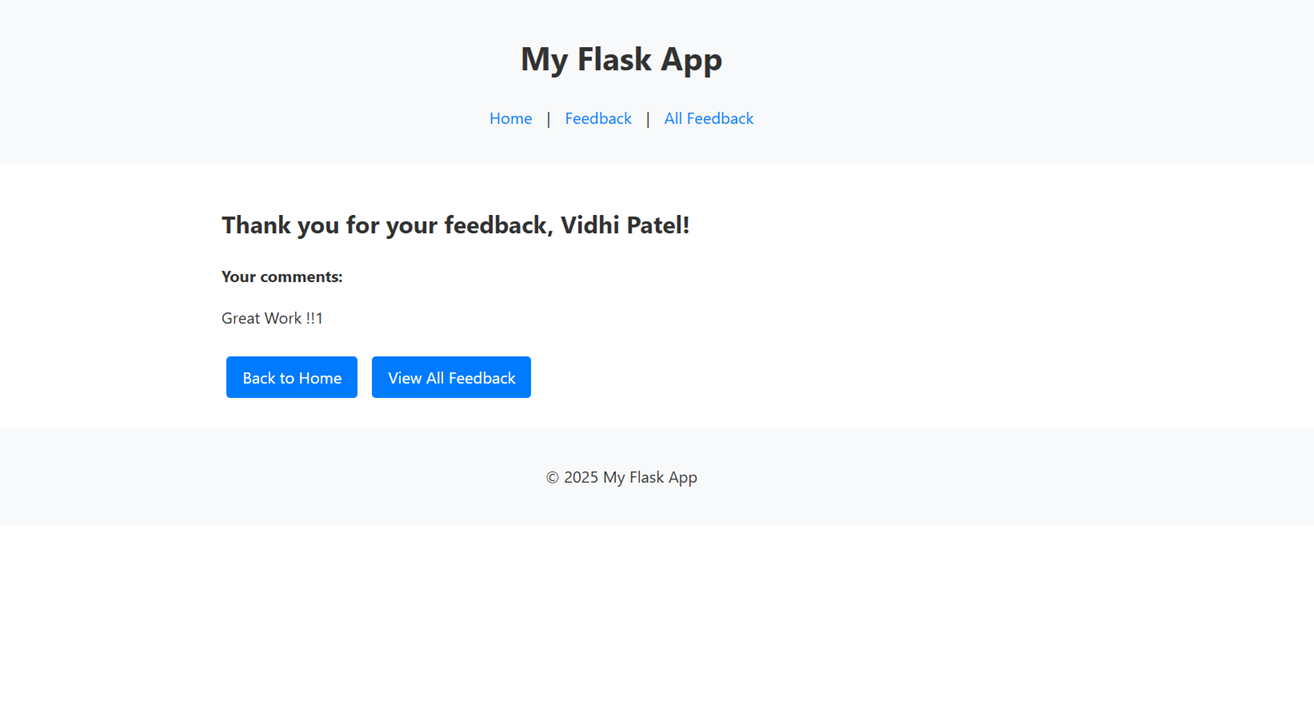 My Flask App
Home | Feedback | All Feedback
Thank you for your feedback, Vidhi Patel!
Your comments:
Great Work !!1
Back to Home View All Feedback
© 2025 My Flask App